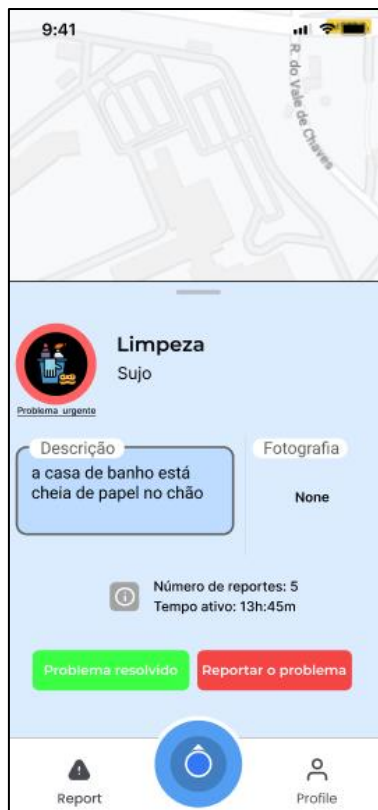 9:41
R. do Vale de Chaves
Limpeza
Sujo
Problema urgente
Descrição
Fotografia
a casa de banho está
cheia de papel no chão
None
Número de reportes: 5
Tempo ativo: 13h:45m
Problema resolvido
Reportar o problema
Report
Profile